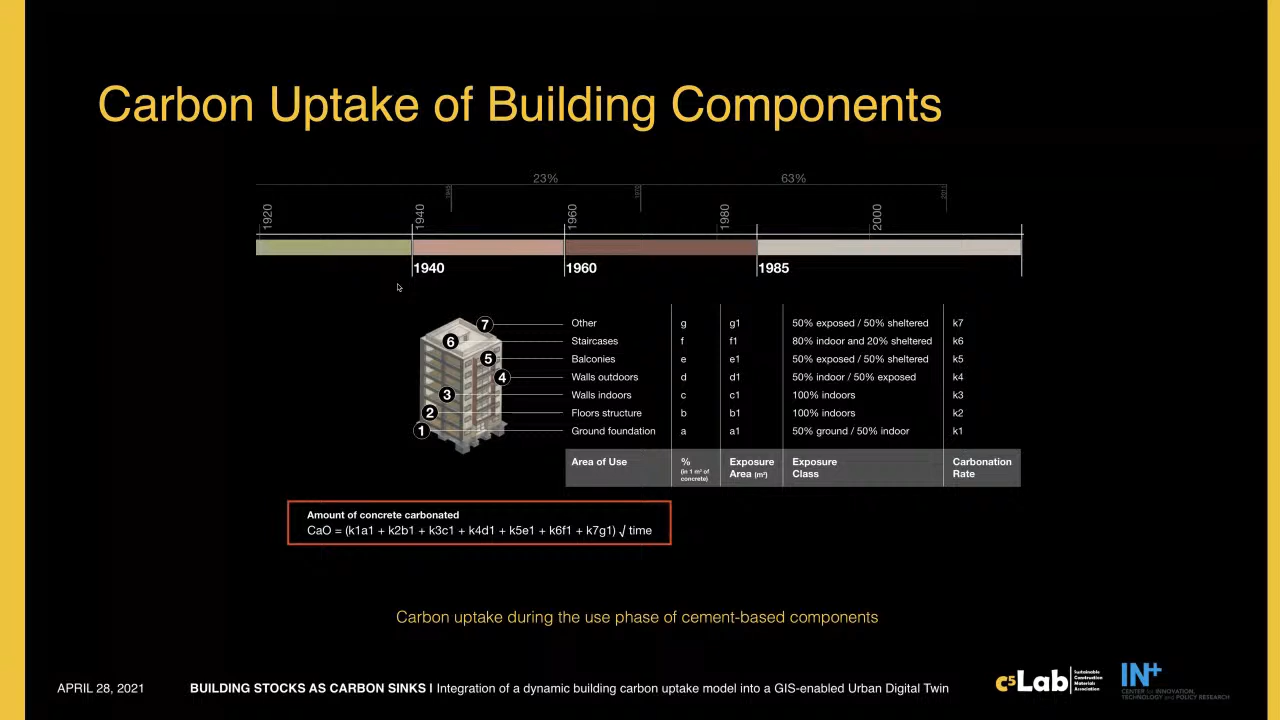 Carbon Uptake of Building Components
23% 63%
1945 1970 2011
1920 1940 1960 1980 2000
1940 1960 1985
7 Other g g1 50% exposed / 50% sheltered k7
6 Staircases f f1 80% indoor and 20% sheltered k6
5 Balconies e e1 50% exposed / 50% sheltered k5
4 Walls outdoors d d1 50% indoor / 50% exposed k4
3 Walls indoors c c1 100% indoors k3
2 Floors structure b b1 100% indoors k2
1 Ground foundation a a1 50% ground / 50% indoor k1
Area of Use % Exposure Exposure Carbonation
(in 1 m² of Area (m²) Class Rate
concrete)
Amount of concrete carbonated
CaO = (k1a1 + k2b1 + k3c1 + k4d1 + k5e1 + k6f1 + k7g1) √ time
Carbon uptake during the use phase of cement-based components
APRIL 28, 2021 BUILDING STOCKS AS CARBON SINKS I Integration of a dynamic building carbon uptake model into a GIS-enabled Urban Digital Twin
c5Lab
Sustainable
Construction
Materials
Association
IN+
CENTER for INNOVATION,
TECHNOLOGY and POLICY RESEARCH